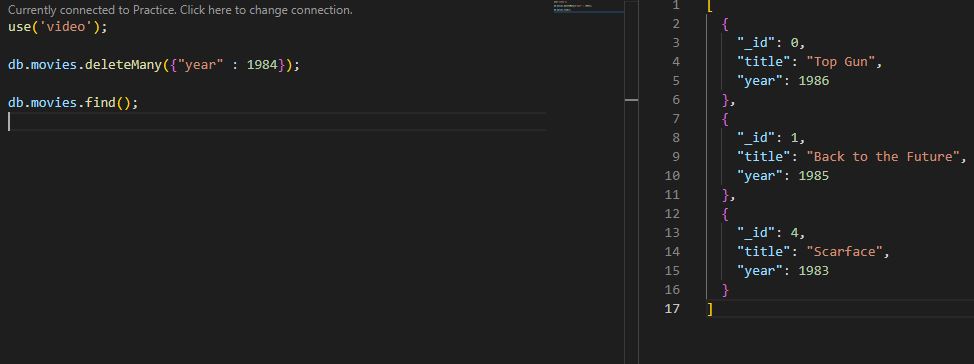 Currently connected to Practice. Click here to change connection.
use('video');
db.movies.deleteMany({"year" : 1984});
db.movies.find();
1 [
2 {
3 "_id": 0,
4 "title": "Top Gun",
5 "year": 1986
6 },
7 {
8 "_id": 1,
9 "title": "Back to the Future",
10 "year": 1985
11 },
12 {
13 "_id": 4,
14 "title": "Scarface",
15 "year": 1983
16 }
17 ]